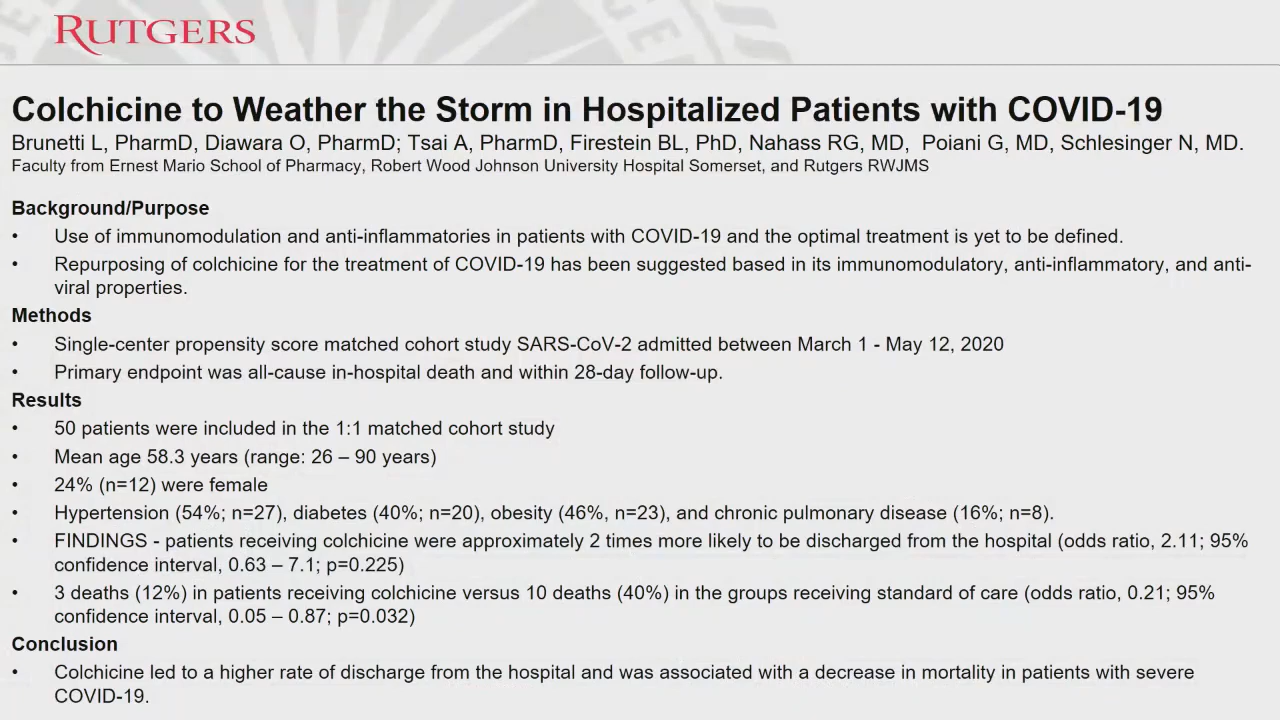 RUTGERS
Colchicine to Weather the Storm in Hospitalized Patients with COVID-19
Brunetti L, PharmD, Diawara O, PharmD; Tsai A, PharmD, Firestein BL, PhD, Nahass RG, MD,  Poiani G, MD, Schlesinger N, MD.
Faculty from Ernest Mario School of Pharmacy, Robert Wood Johnson University Hospital Somerset, and Rutgers RWJMS
Background/Purpose
• Use of immunomodulation and anti-inflammatories in patients with COVID-19 and the optimal treatment is yet to be defined.
• Repurposing of colchicine for the treatment of COVID-19 has been suggested based in its immunomodulatory, anti-inflammatory, and anti-
viral properties.
Methods
• Single-center propensity score matched cohort study SARS-CoV-2 admitted between March 1 - May 12, 2020
• Primary endpoint was all-cause in-hospital death and within 28-day follow-up.
Results
• 50 patients were included in the 1:1 matched cohort study
• Mean age 58.3 years (range: 26 – 90 years)
• 24% (n=12) were female
• Hypertension (54%; n=27), diabetes (40%; n=20), obesity (46%, n=23), and chronic pulmonary disease (16%; n=8).
• FINDINGS - patients receiving colchicine were approximately 2 times more likely to be discharged from the hospital (odds ratio, 2.11; 95%
confidence interval, 0.63 – 7.1; p=0.225)
• 3 deaths (12%) in patients receiving colchicine versus 10 deaths (40%) in the groups receiving standard of care (odds ratio, 0.21; 95%
confidence interval, 0.05 – 0.87; p=0.032)
Conclusion
• Colchicine led to a higher rate of discharge from the hospital and was associated with a decrease in mortality in patients with severe
COVID-19.